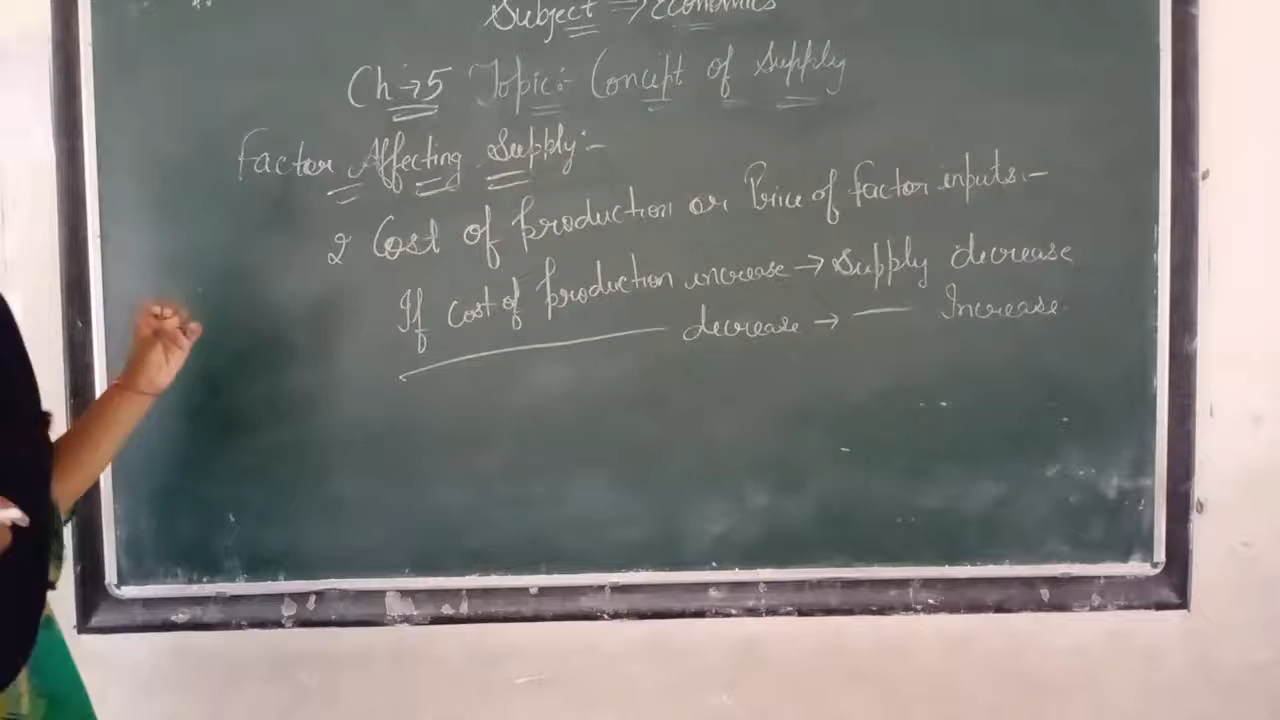 Subject → Economics
Ch→5 Topic:- Concept of Supply
Factor Affecting Supply:-
2 Cost of production or Price of factor inputs:-
If cost of production increase → Supply decrease
—— decrease → — Increase